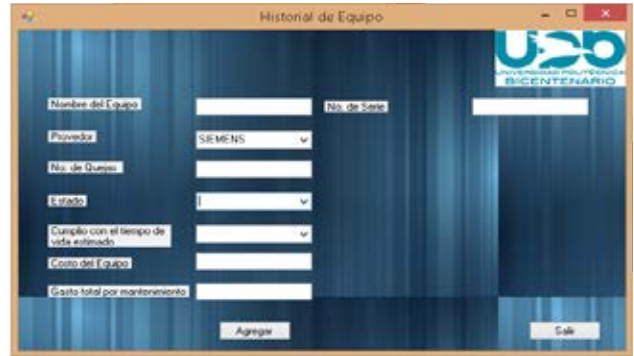 Historial de Equipo
UPB
UNIVERSIDAD POLITÉCNICA
BICENTENARIO
Nombre del Equipo
No. de Serie
Provedor
SIEMENS
No. de Quejas
Estado
Cumplio con el tiempo de
vida estimado
Costo del Equipo
Gasto total por mantenimiento
Agregar
Salir